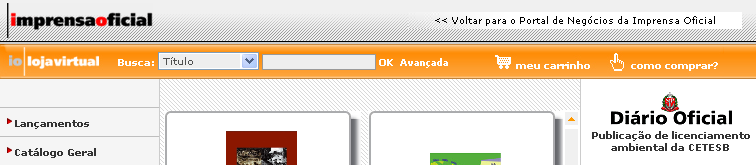 imprensaoficial
<< Voltar para o Portal de Negócios da Imprensa Oficial
io lojavirtual
Busca: Título OK Avançada
meu carrinho
como comprar?
Lançamentos
Catálogo Geral
Diário Oficial
Publicação de licenciamento
ambiental da CETESB